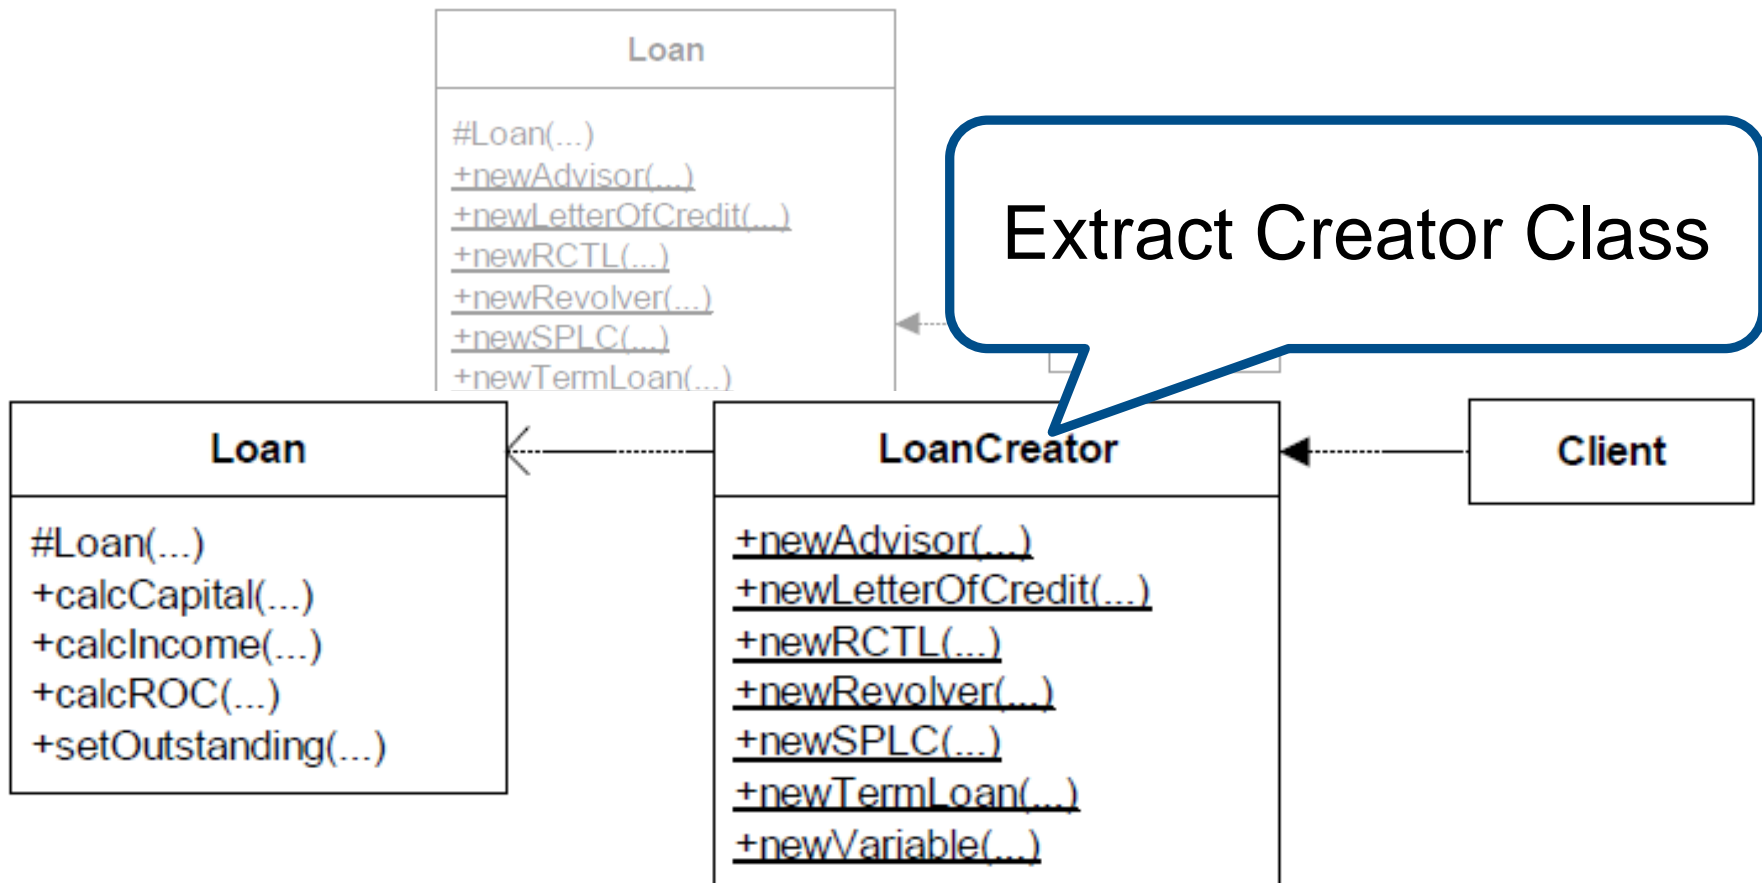 Loan
#Loan(...)
+newAdvisor(...)
+newLetterOfCredit(...)
+newRCTL(...)
+newRevolver(...)
+newSPLC(...)
+newTermLoan(...)
Extract Creator Class
Loan
#Loan(...)
+calcCapital(...)
+calcIncome(...)
+calcROC(...)
+setOutstanding(...)
LoanCreator
+newAdvisor(...)
+newLetterOfCredit(...)
+newRCTL(...)
+newRevolver(...)
+newSPLC(...)
+newTermLoan(...)
+newVariable(...)
Client